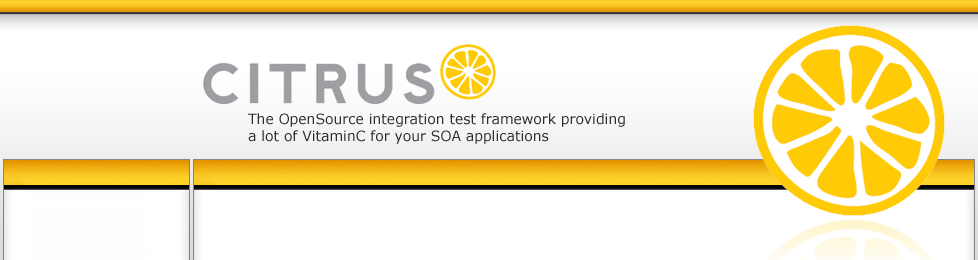 CITRUS
The OpenSource integration test framework providing
a lot of VitaminC for your SOA applications